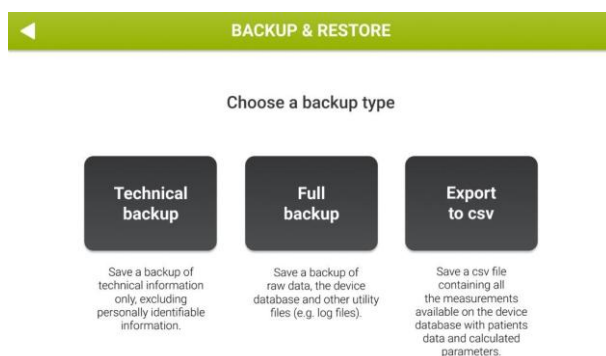 BACKUP & RESTORE
Choose a backup type
Technical
backup
Save a backup of
technical information
only, excluding
personally identifiable
information.
Full
backup
Save a backup of
raw data, the device
database and other utility
files (e.g. log files).
Export
to csv
Save a csv file
containing all
the measurements
available on the device
database with patients
data and calculated
parameters.